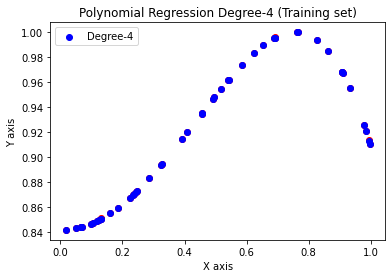 Polynomial Regression Degree-4 (Training set)
Degree-4
1.00
0.98
0.96
0.94
0.92
0.90
0.88
0.86
0.84
Y axis
0.0 0.2 0.4 0.6 0.8 1.0
X axis